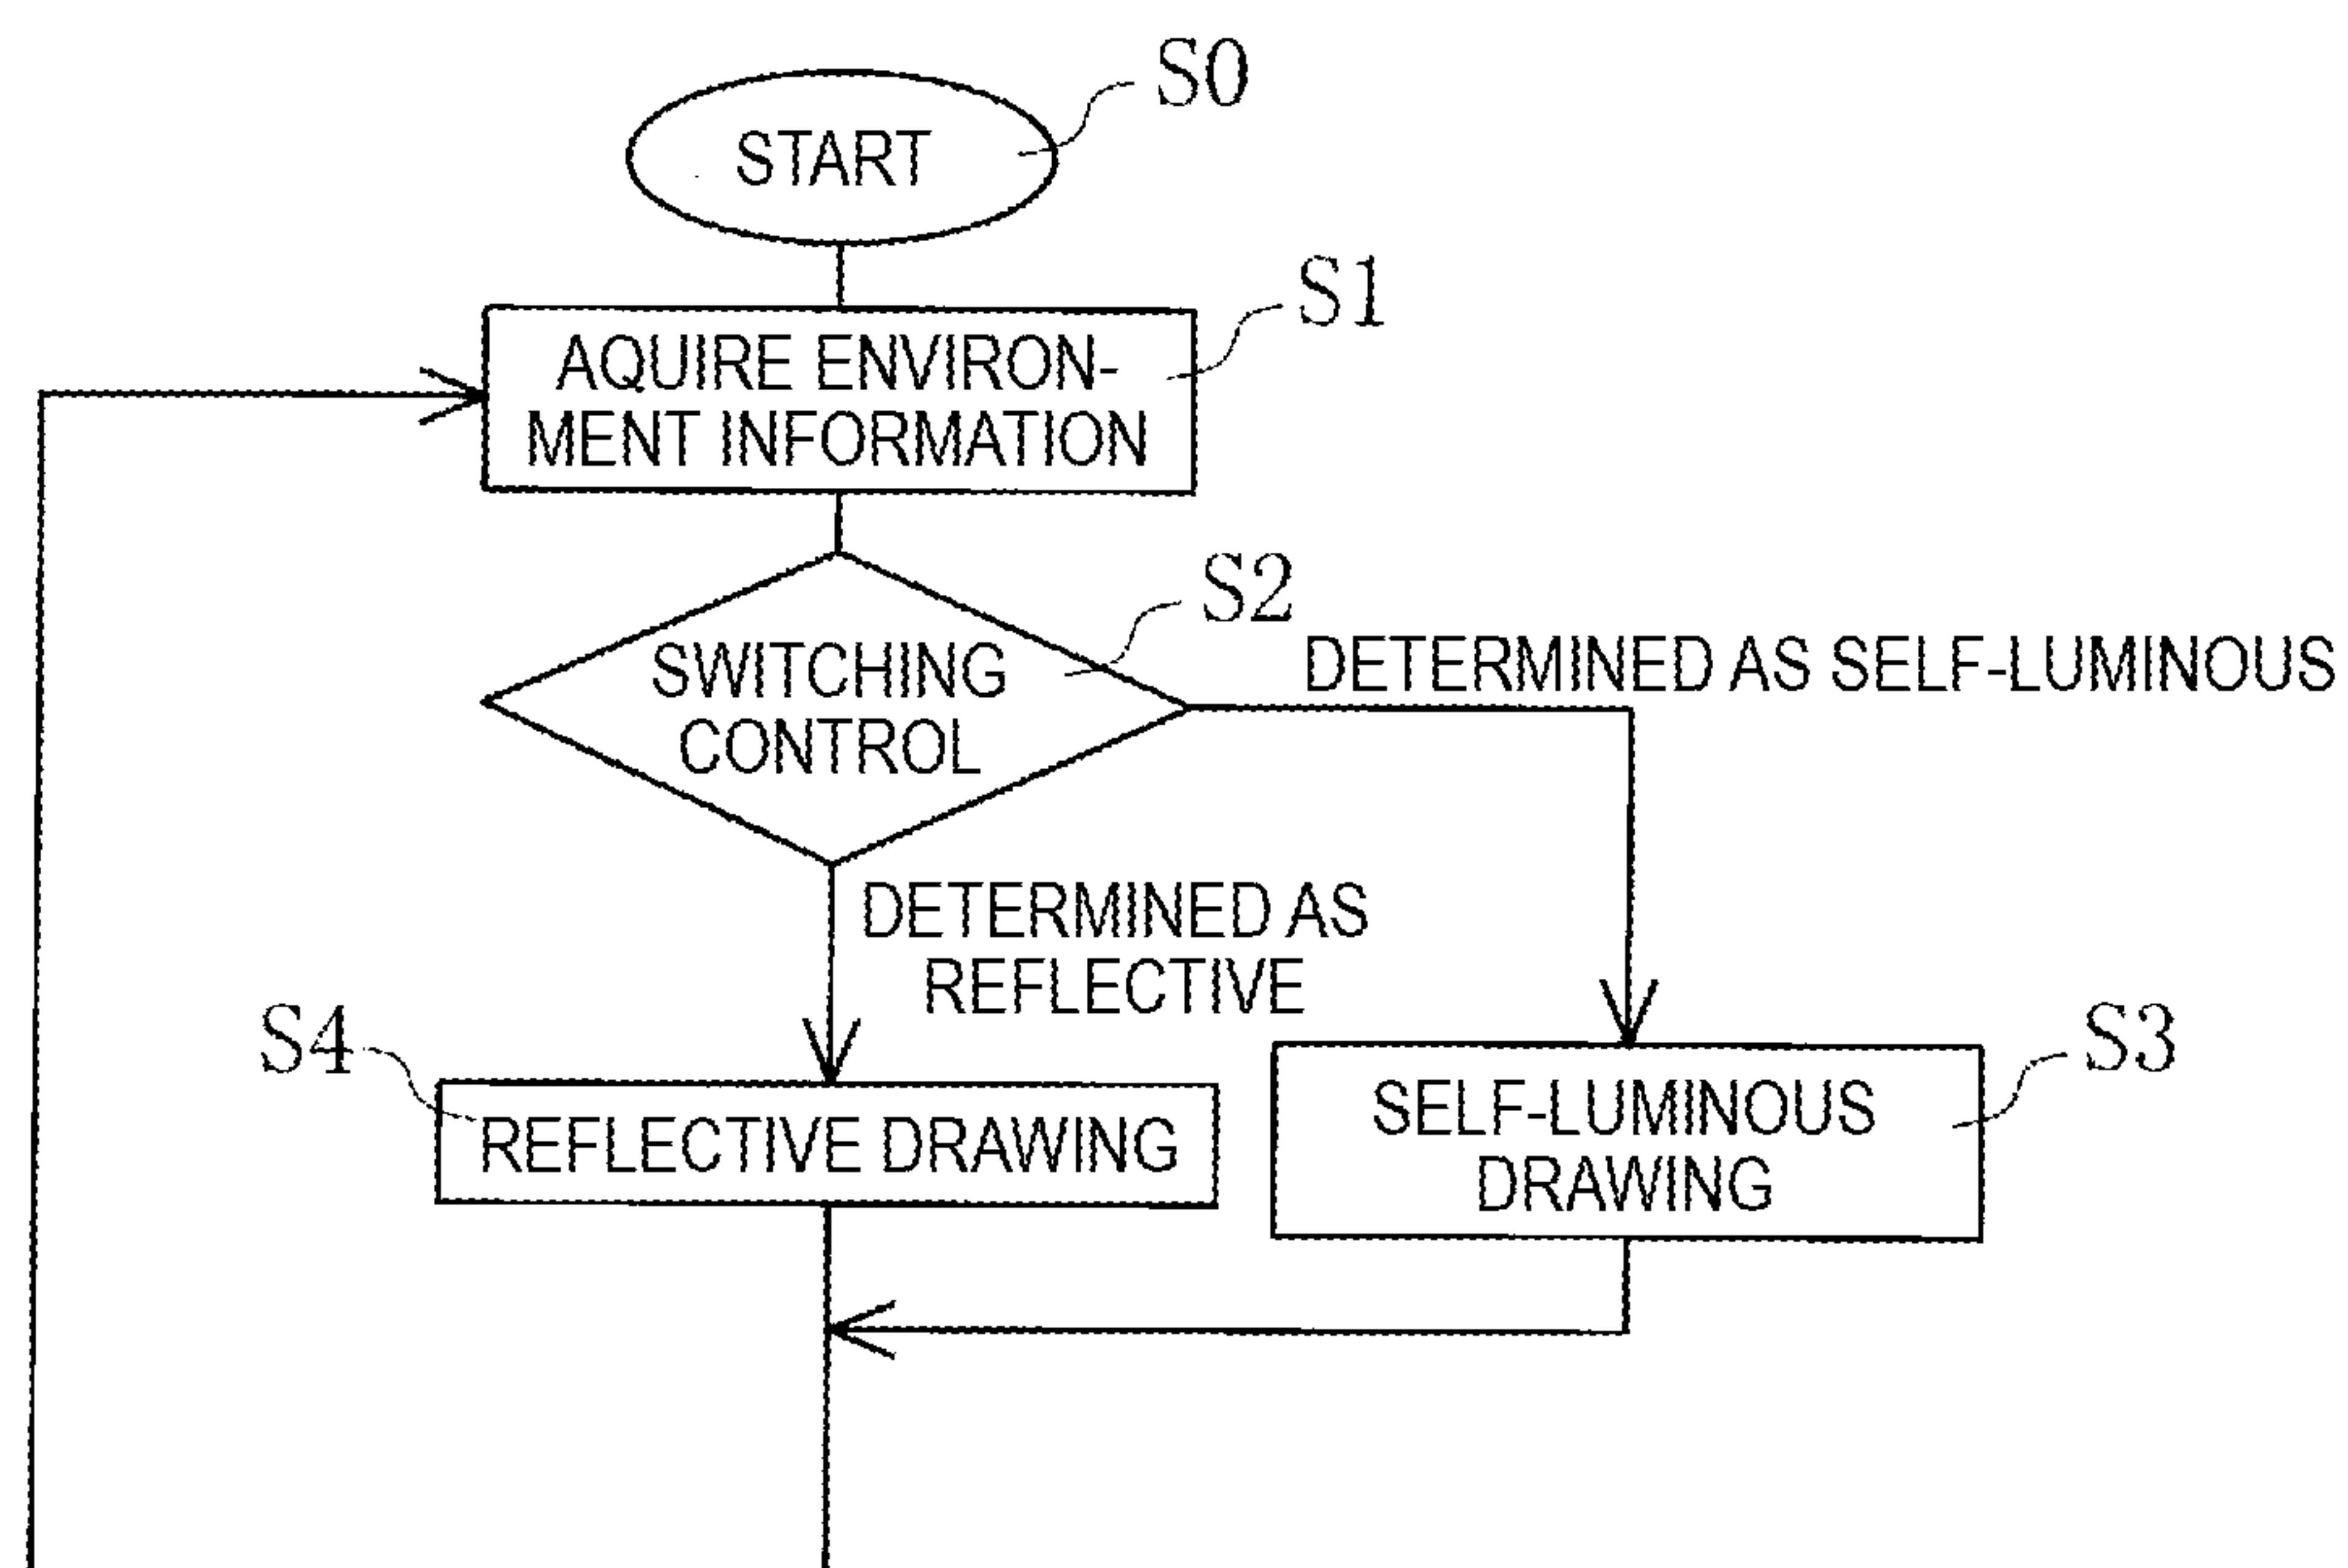 S0
START
S1
AQUIRE ENVIRON-
MENT INFORMATION
S2
SWITCHING
CONTROL
DETERMINED AS SELF-LUMINOUS
DETERMINED AS
REFLECTIVE
S4
REFLECTIVE DRAWING
S3
SELF-LUMINOUS
DRAWING